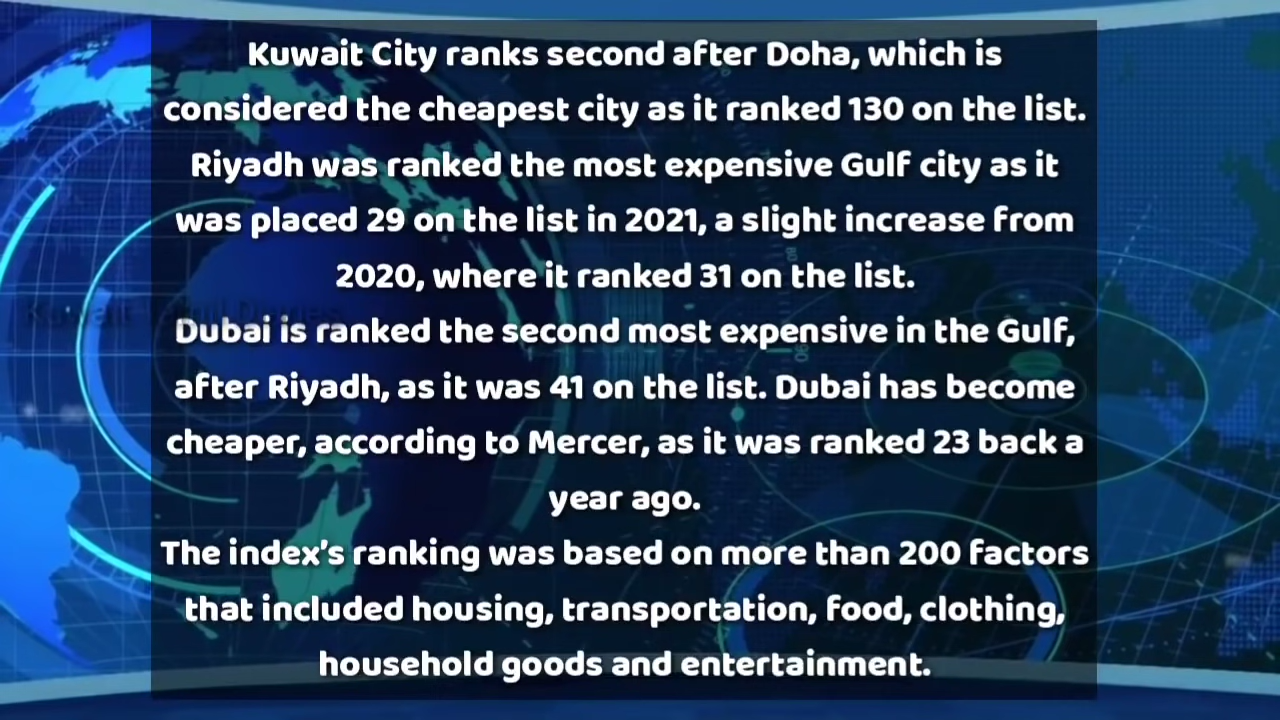 Kuwait City ranks second after Doha, which is
considered the cheapest city as it ranked 130 on the list.
Riyadh was ranked the most expensive Gulf city as it
was placed 29 on the list in 2021, a slight increase from
2020, where it ranked 31 on the list.
Dubai is ranked the second most expensive in the Gulf,
after Riyadh, as it was 41 on the list. Dubai has become
cheaper, according to Mercer, as it was ranked 23 back a
year ago.
The index's ranking was based on more than 200 factors
that included housing, transportation, food, clothing,
household goods and entertainment.